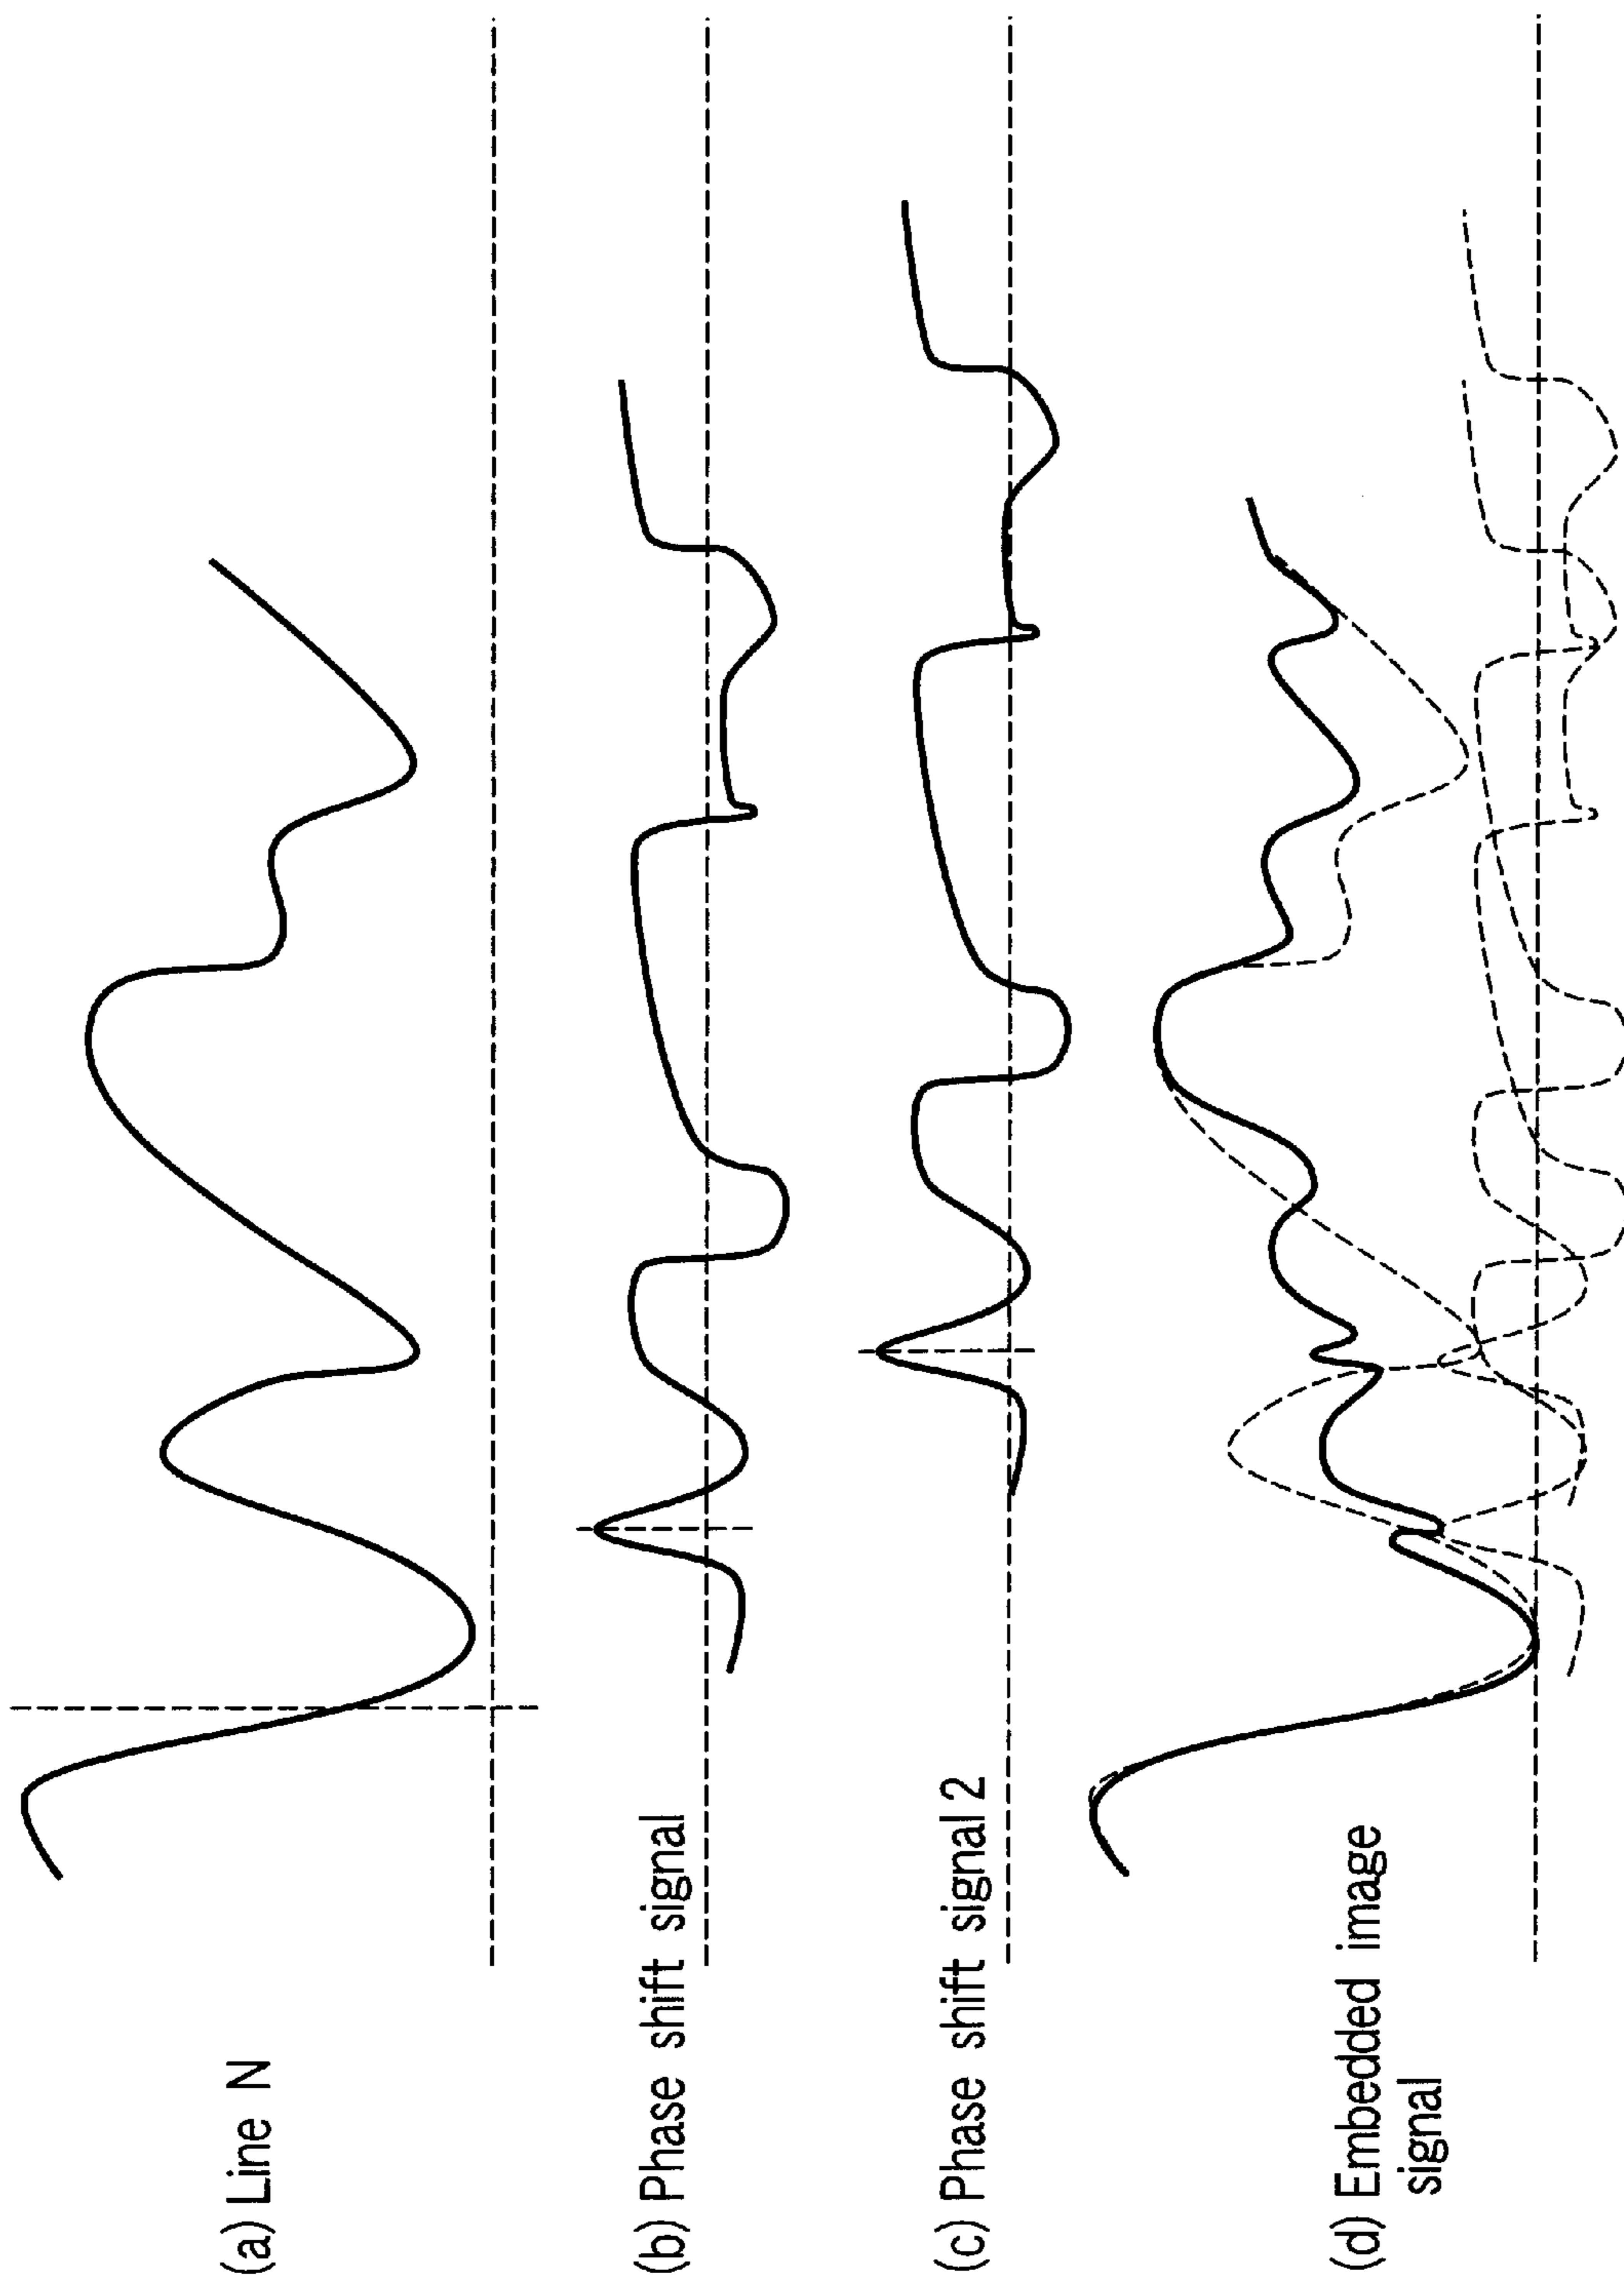 (a) Line N
(b) Phase shift signal
(c) Phase shift signal 2
(d) Embedded image
signal